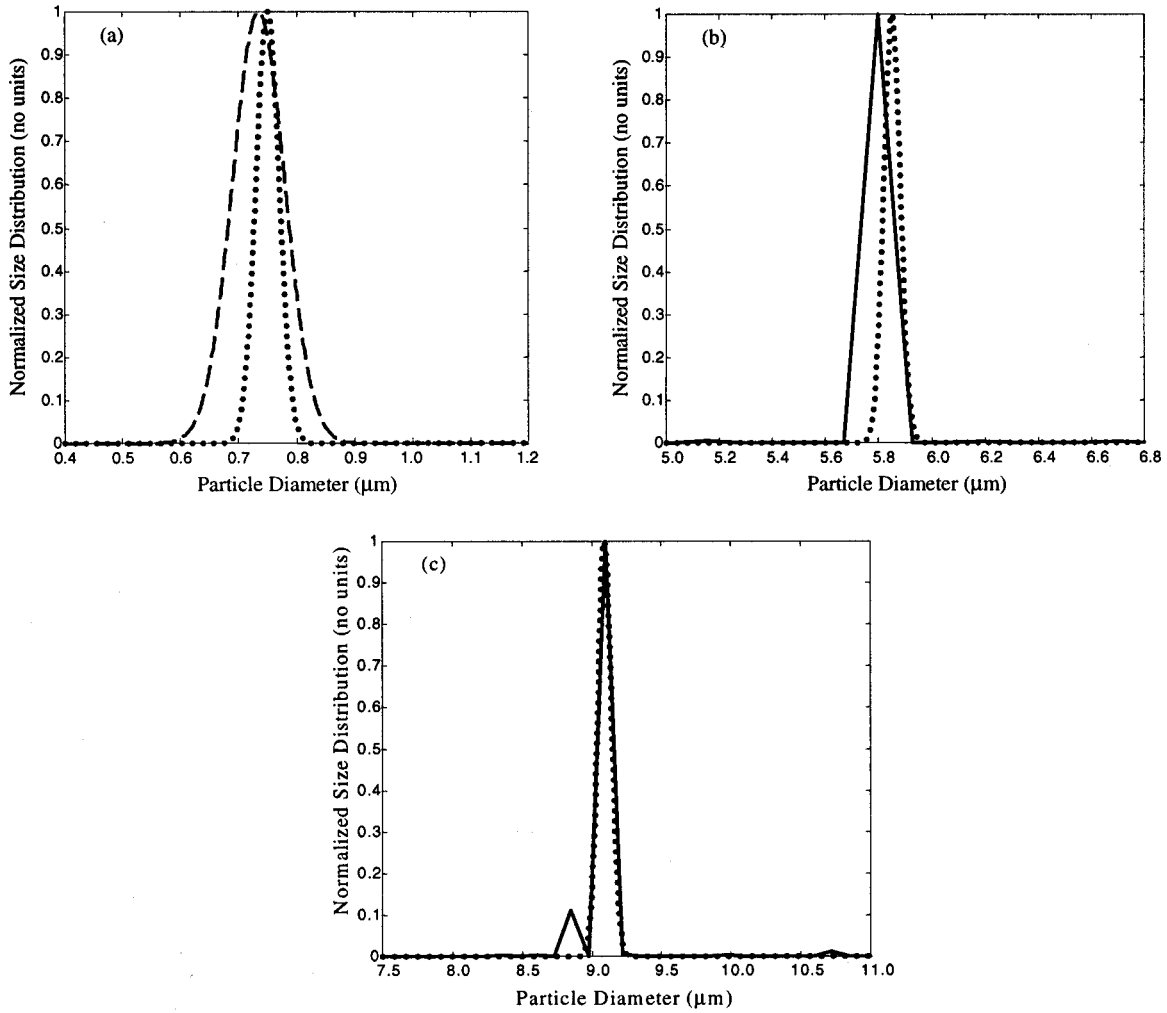 (a)
Normalized Size Distribution (no units)
1
0.9
0.8
0.7
0.6
0.5
0.4
0.3
0.2
0.1
0
0.4 0.5 0.6 0.7 0.8 0.9 1.0 1.1 1.2
Particle Diameter (μm)
(b)
Normalized Size Distribution (no units)
1
0.9
0.8
0.7
0.6
0.5
0.4
0.3
0.2
0.1
0
5.0 5.2 5.4 5.6 5.8 6.0 6.2 6.4 6.6 6.8
Particle Diameter (μm)
(c)
Normalized Size Distribution (no units)
1
0.9
0.8
0.7
0.6
0.5
0.4
0.3
0.2
0.1
0
7.5 8.0 8.5 9.0 9.5 10.0 10.5 11.0
Particle Diameter (μm)